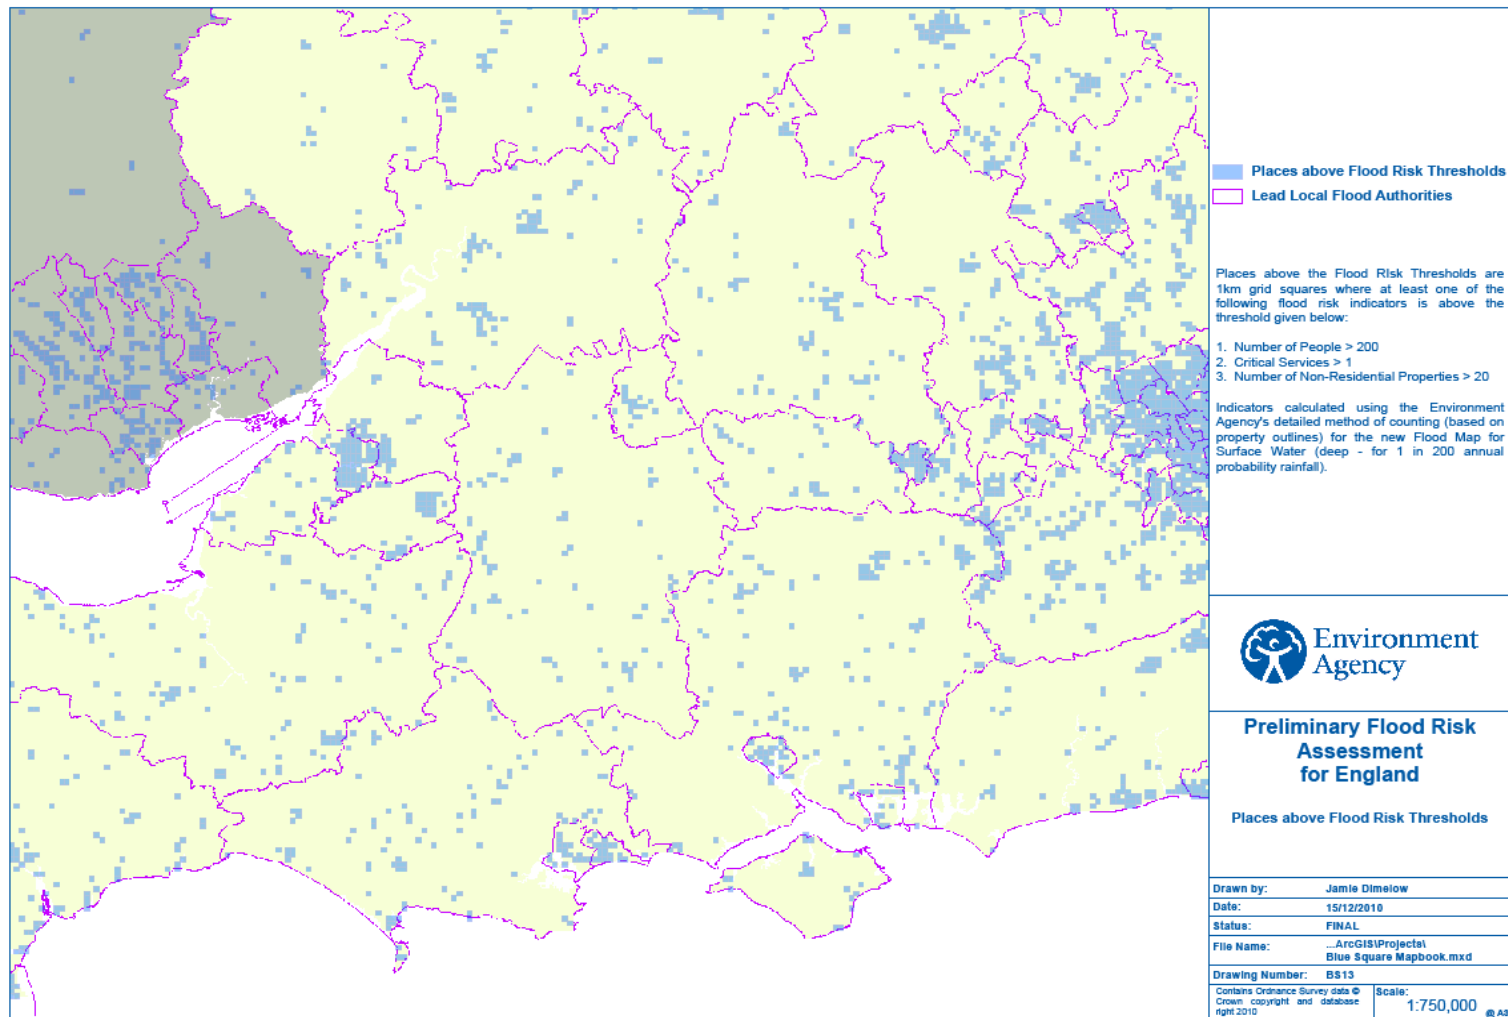 Places above Flood Risk Thresholds
Lead Local Flood Authorities
Places above the Flood RIsk Thresholds are
1km grid squares where at least one of the
following flood risk indicators is above the
threshold given below:
1. Number of People > 200
2. Critical Services > 1
3. Number of Non-Residential Properties > 20
Indicators calculated using the Environment
Agency's detailed method of counting (based on
property outlines) for the new Flood Map for
Surface Water (deep - for 1 in 200 annual
probability rainfall).
Environment
Agency
Preliminary Flood Risk
Assessment
for England
Places above Flood Risk Thresholds
Drawn by: Jamie Dimelow
Date: 15/12/2010
Status: FINAL
File Name: ...ArcGIS\Projects\
Blue Square Mapbook.mxd
Drawing Number: BS13
Contains Ordnance Survey data ©
Crown copyright and database
right 2010
Scale:
1:750,000